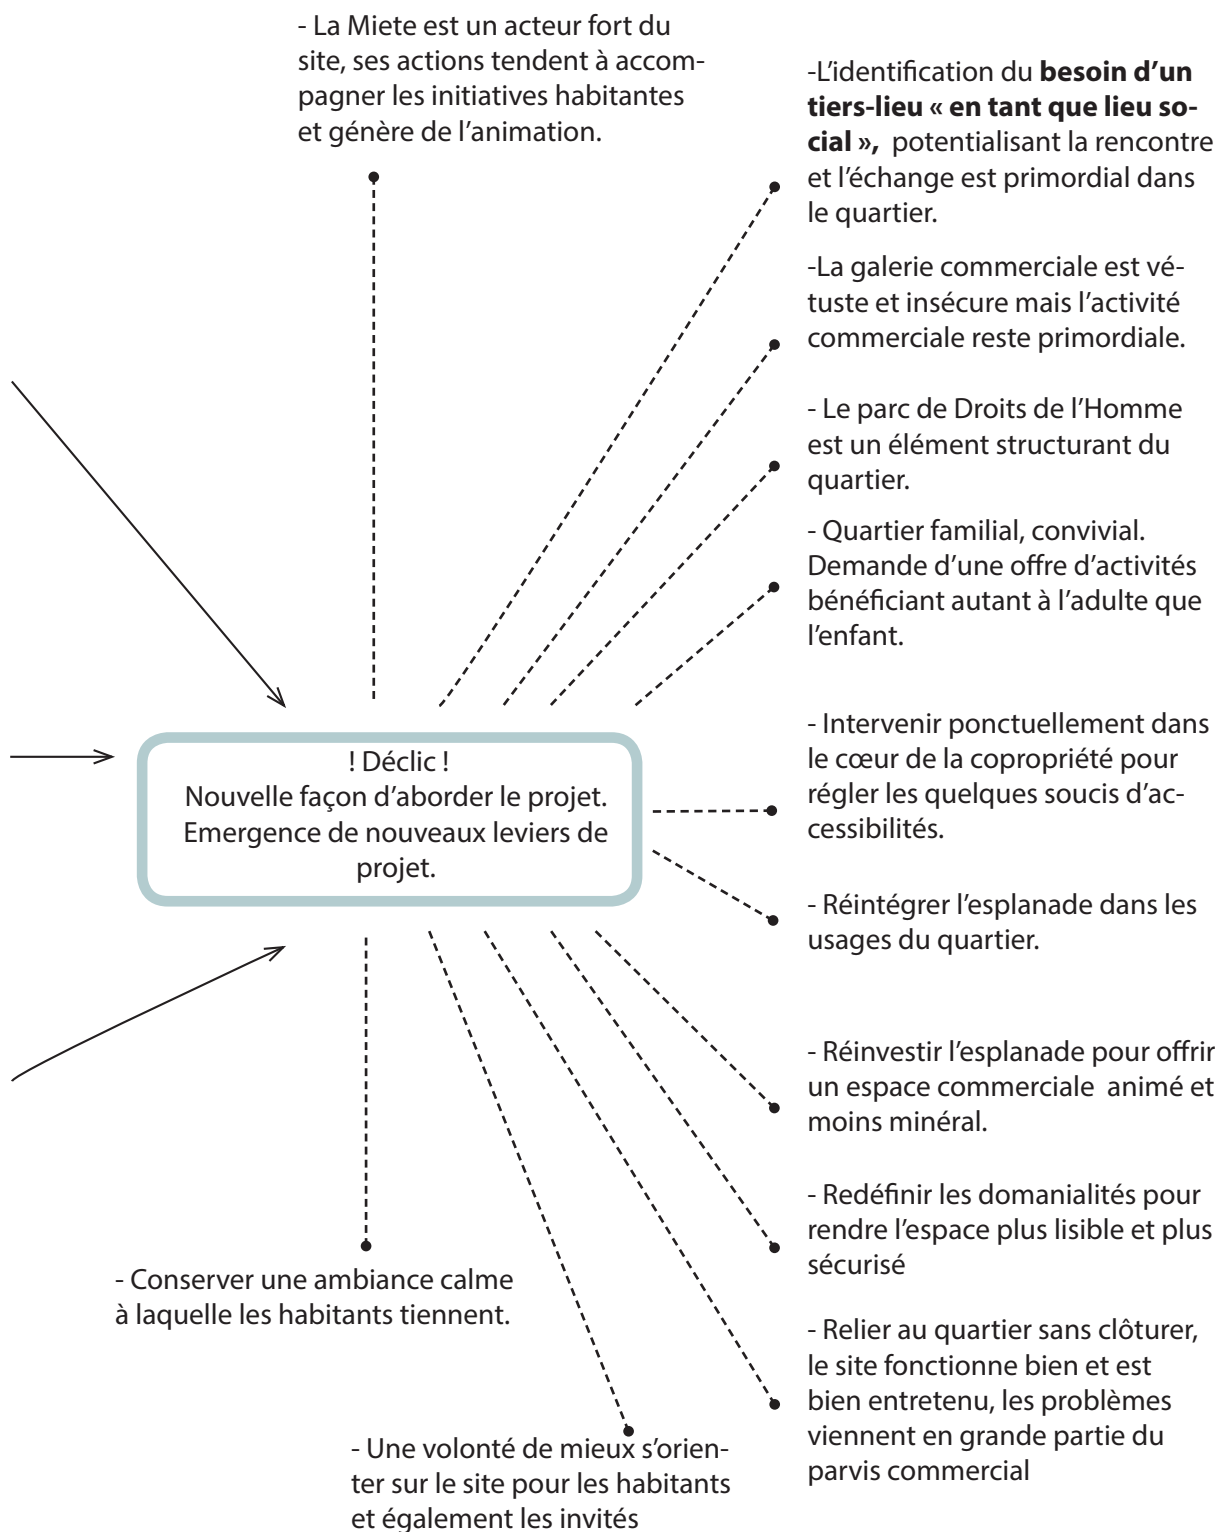 - La Miete est un acteur fort du
site, ses actions tendent à accom-
pagner les initiatives habitantes
et génère de l'animation.
-L'identification du besoin d'un
tiers-lieu « en tant que lieu so-
cial », potentialisant la rencontre
et l'échange est primordial dans
le quartier.
-La galerie commerciale est vé-
tuste et insécure mais l'activité
commerciale reste primordiale.
- Le parc de Droits de l'Homme
est un élément structurant du
quartier.
- Quartier familial, convivial.
Demande d'une offre d'activités
bénéficiant autant à l'adulte que
l'enfant.
- Intervenir ponctuellement dans
le cœur de la copropriété pour
régler les quelques soucis d'ac-
cessibilités.
! Déclic !
Nouvelle façon d'aborder le projet.
Emergence de nouveaux leviers de
projet.
- Réintégrer l'esplanade dans les
usages du quartier.
- Réinvestir l'esplanade pour offrir
un espace commerciale animé et
moins minéral.
- Redéfinir les domanialités pour
rendre l'espace plus lisible et plus
sécurisé
- Conserver une ambiance calme
à laquelle les habitants tiennent.
- Relier au quartier sans clôturer,
le site fonctionne bien et est
bien entretenu, les problèmes
viennent en grande partie du
parvis commercial
- Une volonté de mieux s'orien-
ter sur le site pour les habitants
et également les invités